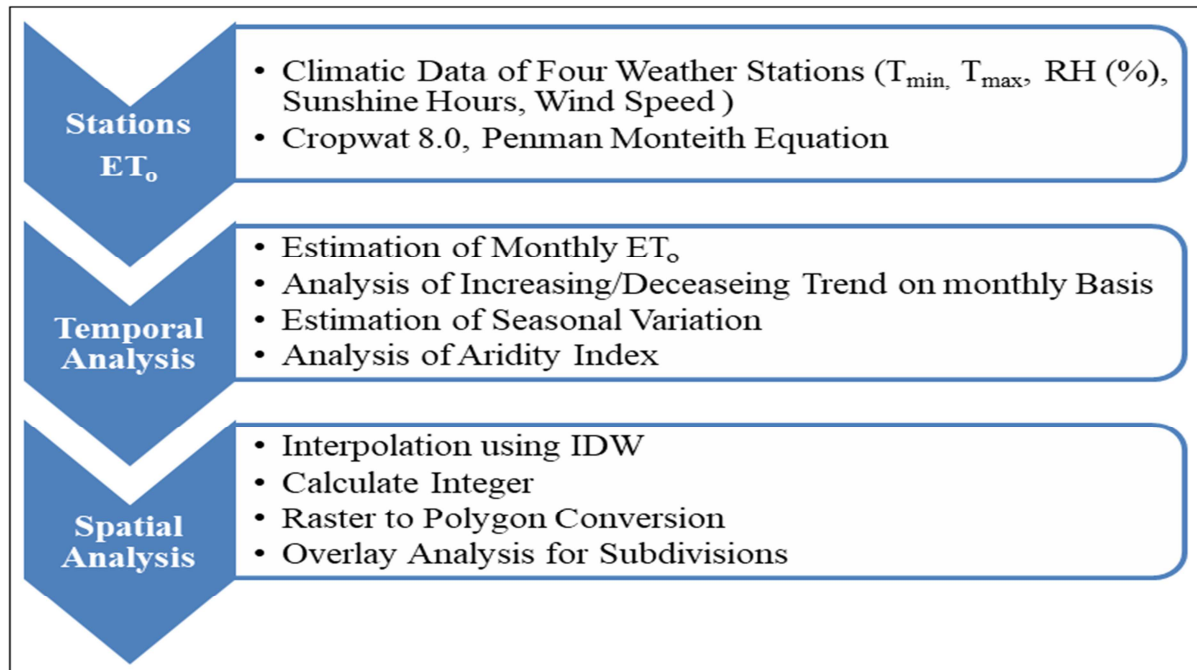 Stations
ETo
• Climatic Data of Four Weather Stations (Tmin, Tmax, RH (%),
Sunshine Hours, Wind Speed )
• Cropwat 8.0, Penman Monteith Equation
Temporal
Analysis
• Estimation of Monthly ETo
• Analysis of Increasing/Deceaseing Trend on monthly Basis
• Estimation of Seasonal Variation
• Analysis of Aridity Index
Spatial
Analysis
• Interpolation using IDW
• Calculate Integer
• Raster to Polygon Conversion
• Overlay Analysis for Subdivisions